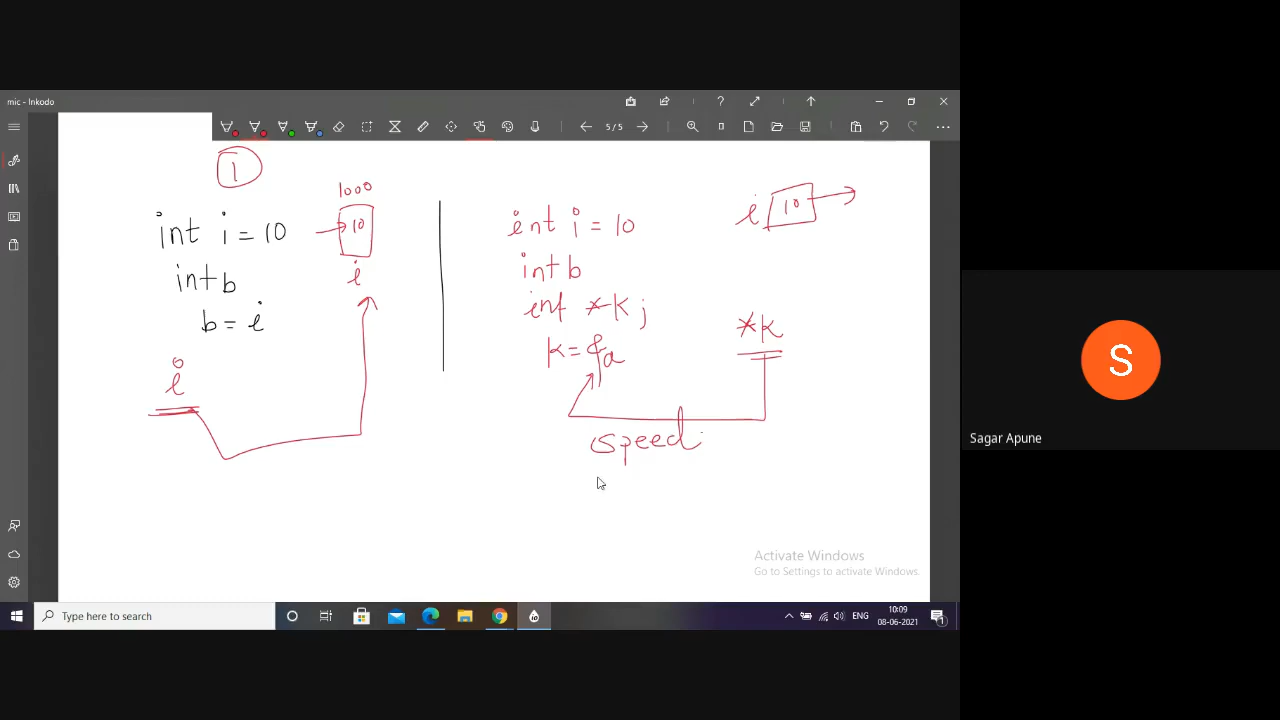 mic - Inkodo
5/5
1
1000
int i = 10
10
i
int b
b = i
i
int i = 10
i 10
int b
int *k;
k = &a
*k
speed
Sagar Apune
Activate Windows
Go to Settings to activate Windows.
Type here to search
ENG
10:09
08-06-2021
1
S